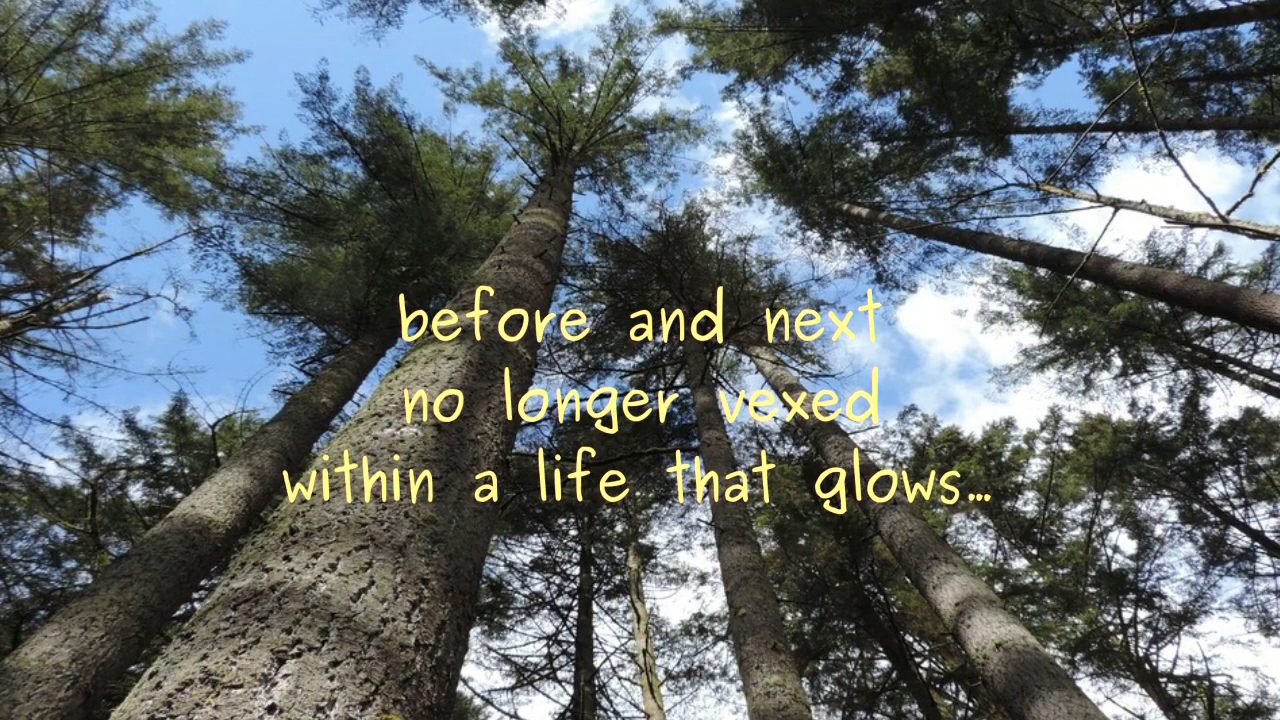 before and next
no longer vexed
within a life that glows...